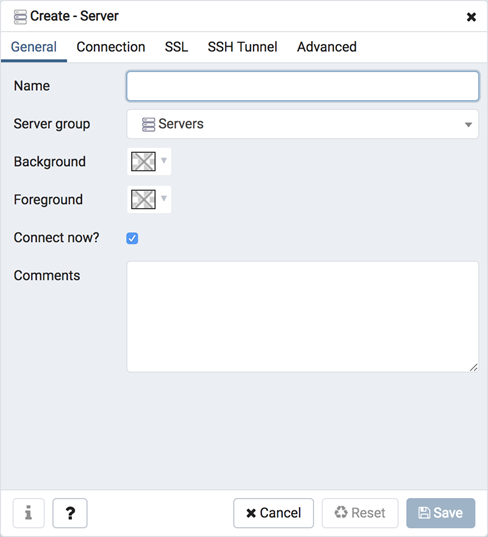 Create - Server
General Connection SSL SSH Tunnel Advanced
Name
Server group Servers
Background
Foreground
Connect now?
Comments
i ? Cancel Reset Save